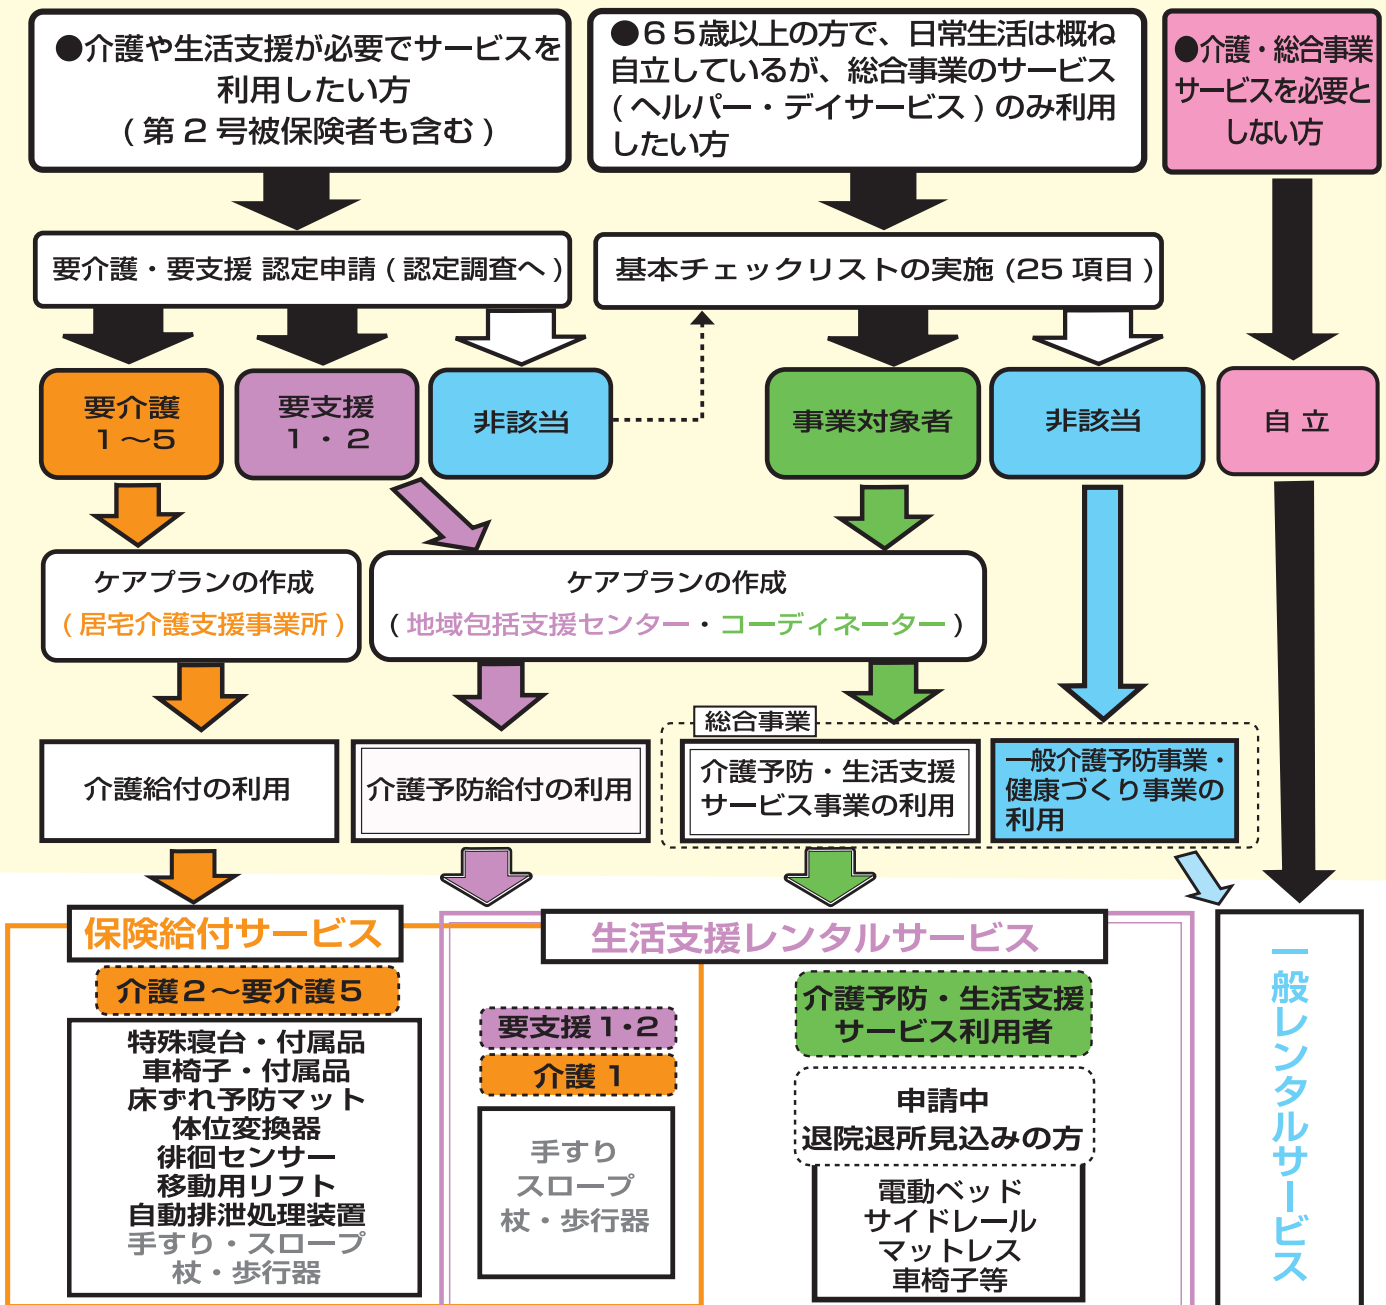 ●介護や生活支援が必要でサービスを
利用したい方
(第2号被保険者も含む)
●65歳以上の方で、日常生活は概ね
自立しているが、総合事業のサービス
(ヘルパー・デイサービス)のみ利用
したい方
●介護・総合事業
サービスを必要と
しない方
要介護・要支援 認定申請(認定調査へ)
基本チェックリストの実施(25項目)
要介護
1～5
要支援
1・2
非該当
事業対象者
非該当
自立
ケアプランの作成
(居宅介護支援事業所)
ケアプランの作成
(地域包括支援センター・コーディネーター)
総合事業
介護給付の利用
介護予防給付の利用
介護予防・生活支援
サービス事業の利用
一般介護予防事業・
健康づくり事業の
利用
保険給付サービス
介護2～要介護5
特殊寝台・付属品
車椅子・付属品
床ずれ予防マット
体位変換器
徘徊センサー
移動用リフト
自動排泄処理装置
手すり・スロープ
杖・歩行器
生活支援レンタルサービス
要支援1・2
介護1
手すり
スロープ
杖・歩行器
介護予防・生活支援
サービス利用者
申請中
退院退所見込みの方
電動ベッド
サイドレール
マットレス
車椅子等
一般レンタルサービス